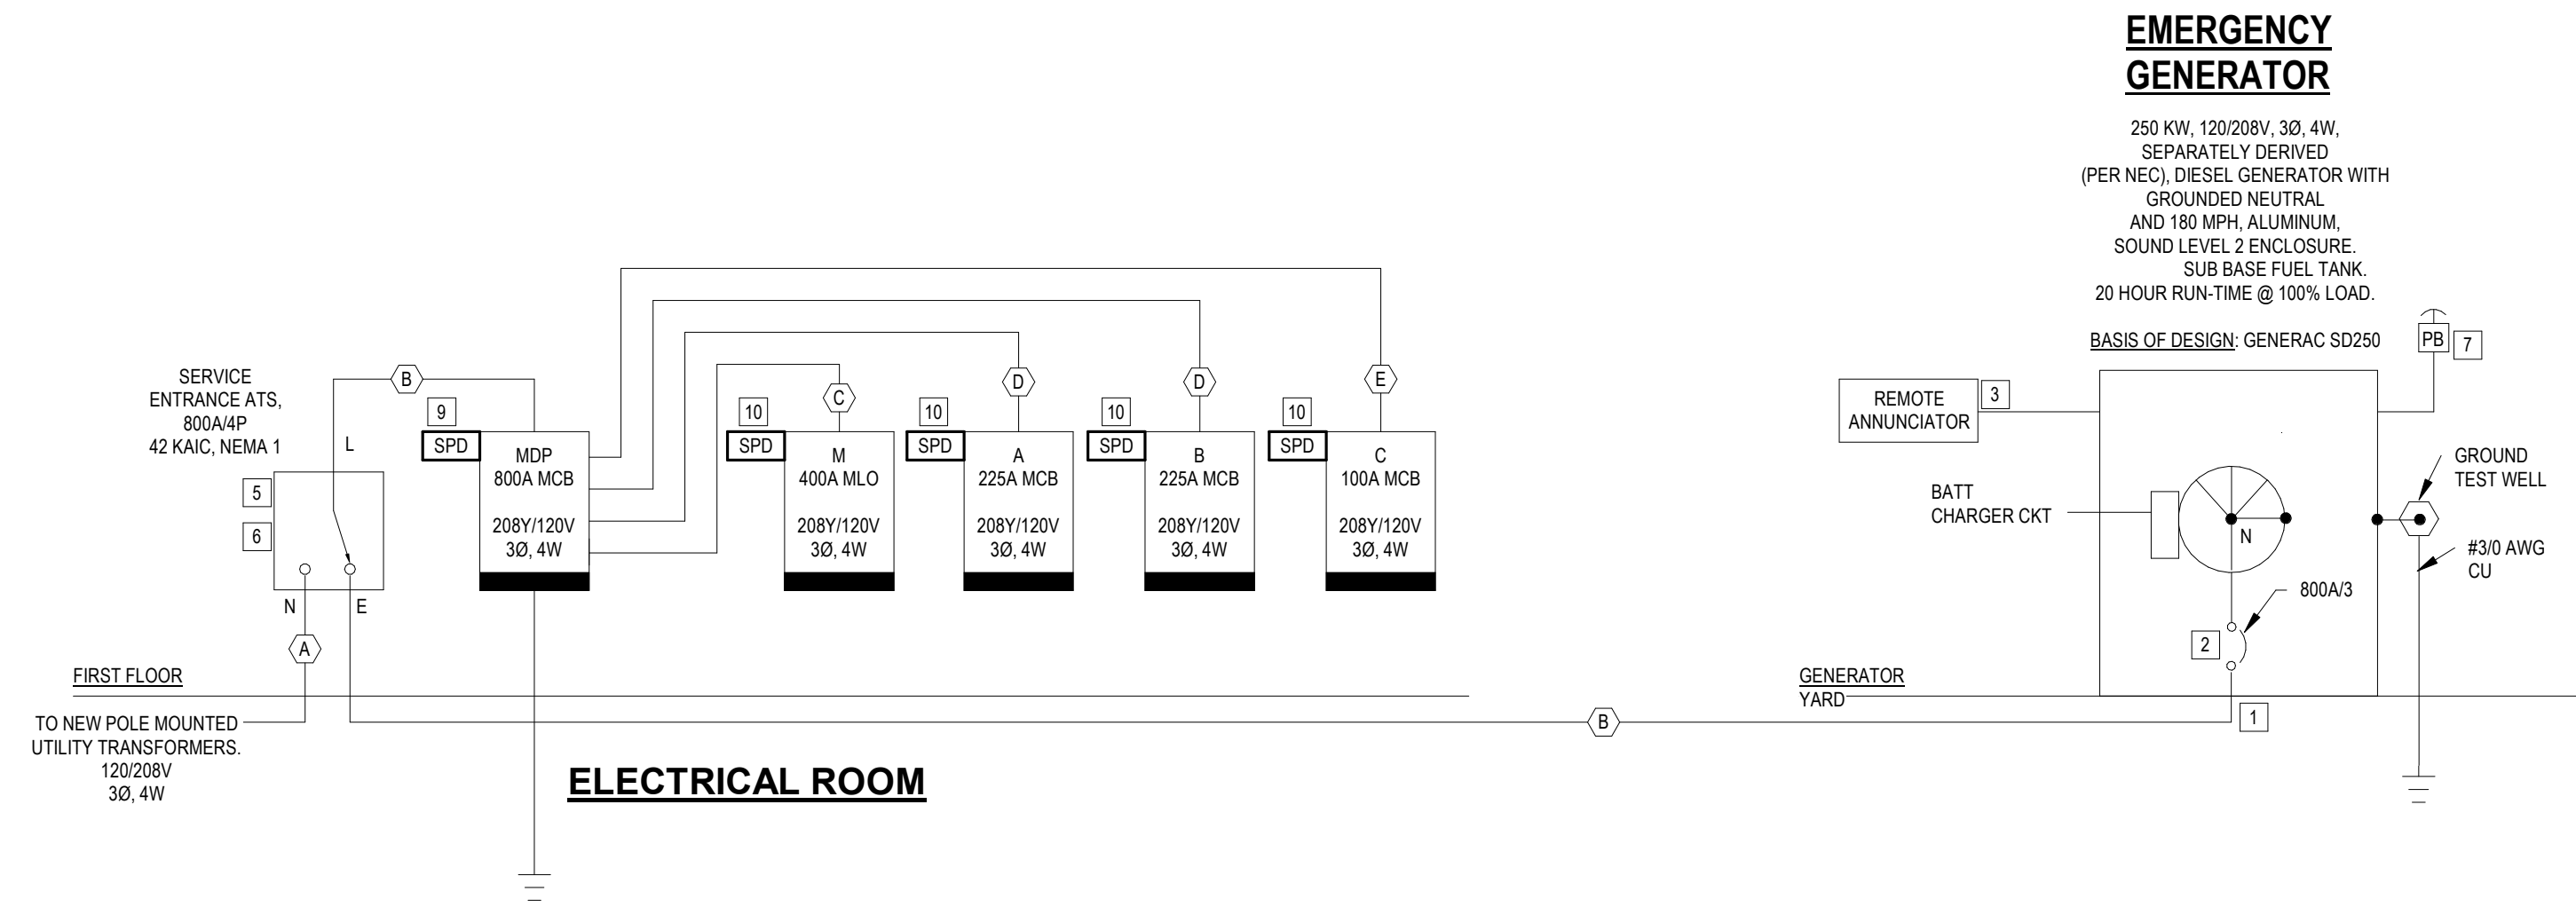 EMERGENCY
GENERATOR
250 KW, 120/208V, 3Ø, 4W,
SEPARATELY DERIVED
(PER NEC), DIESEL GENERATOR WITH
GROUNDED NEUTRAL
AND 180 MPH, ALUMINUM,
SOUND LEVEL 2 ENCLOSURE.
SUB BASE FUEL TANK.
20 HOUR RUN-TIME @ 100% LOAD.
BASIS OF DESIGN: GENERAC SD250
PB
7
SERVICE
ENTRANCE ATS,
800A/4P
42 KAIC, NEMA 1
B
L
5
6
N
E
A
9
SPD
MDP
800A MCB
208Y/120V
3Ø, 4W
C
10
SPD
M
400A MLO
208Y/120V
3Ø, 4W
D
10
SPD
A
225A MCB
208Y/120V
3Ø, 4W
D
10
SPD
B
225A MCB
208Y/120V
3Ø, 4W
E
10
SPD
C
100A MCB
208Y/120V
3Ø, 4W
REMOTE
ANNUNCIATOR
3
BATT
CHARGER CKT
N
GROUND
TEST WELL
#3/0 AWG
CU
800A/3
2
1
FIRST FLOOR
GENERATOR
YARD
TO NEW POLE MOUNTED
UTILITY TRANSFORMERS.
120/208V
3Ø, 4W
B
ELECTRICAL ROOM